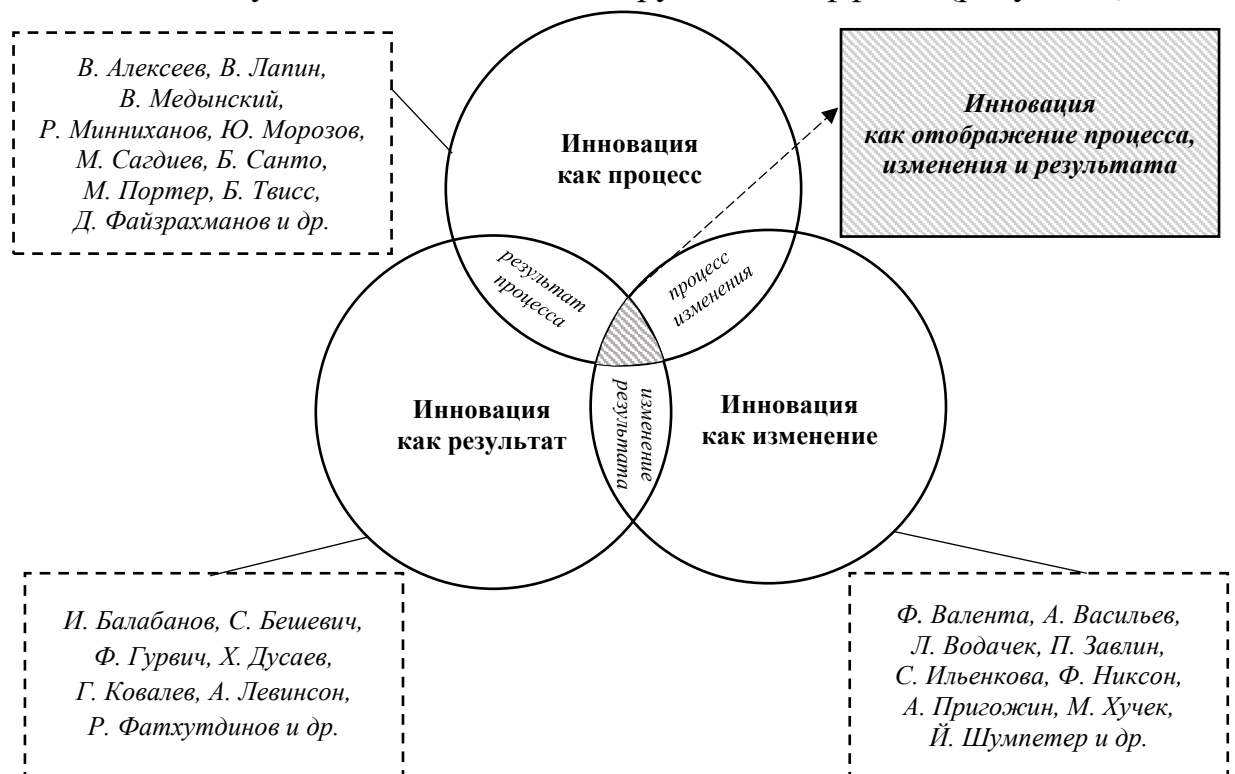 В. Алексеев, В. Лапин,
В. Медынский,
Р. Минниханов, Ю. Морозов,
М. Сагдиев, Б. Санто,
М. Портер, Б. Твисс,
Д. Файзрахманов и др.
Инновация
как процесс
Инновация
как отображение процесса,
изменения и результата
результат
процесса
процесс
изменения
Инновация
как результат
изменение
результата
Инновация
как изменение
И. Балабанов, С. Бешевич,
Ф. Гурвич, Х. Дусаев,
Г. Ковалев, А. Левинсон,
Р. Фатхутдинов и др.
Ф. Валента, А. Васильев,
Л. Водачек, П. Завлин,
С. Ильенкова, Ф. Никсон,
А. Пригожин, М. Хучек,
Й. Шумпетер и др.